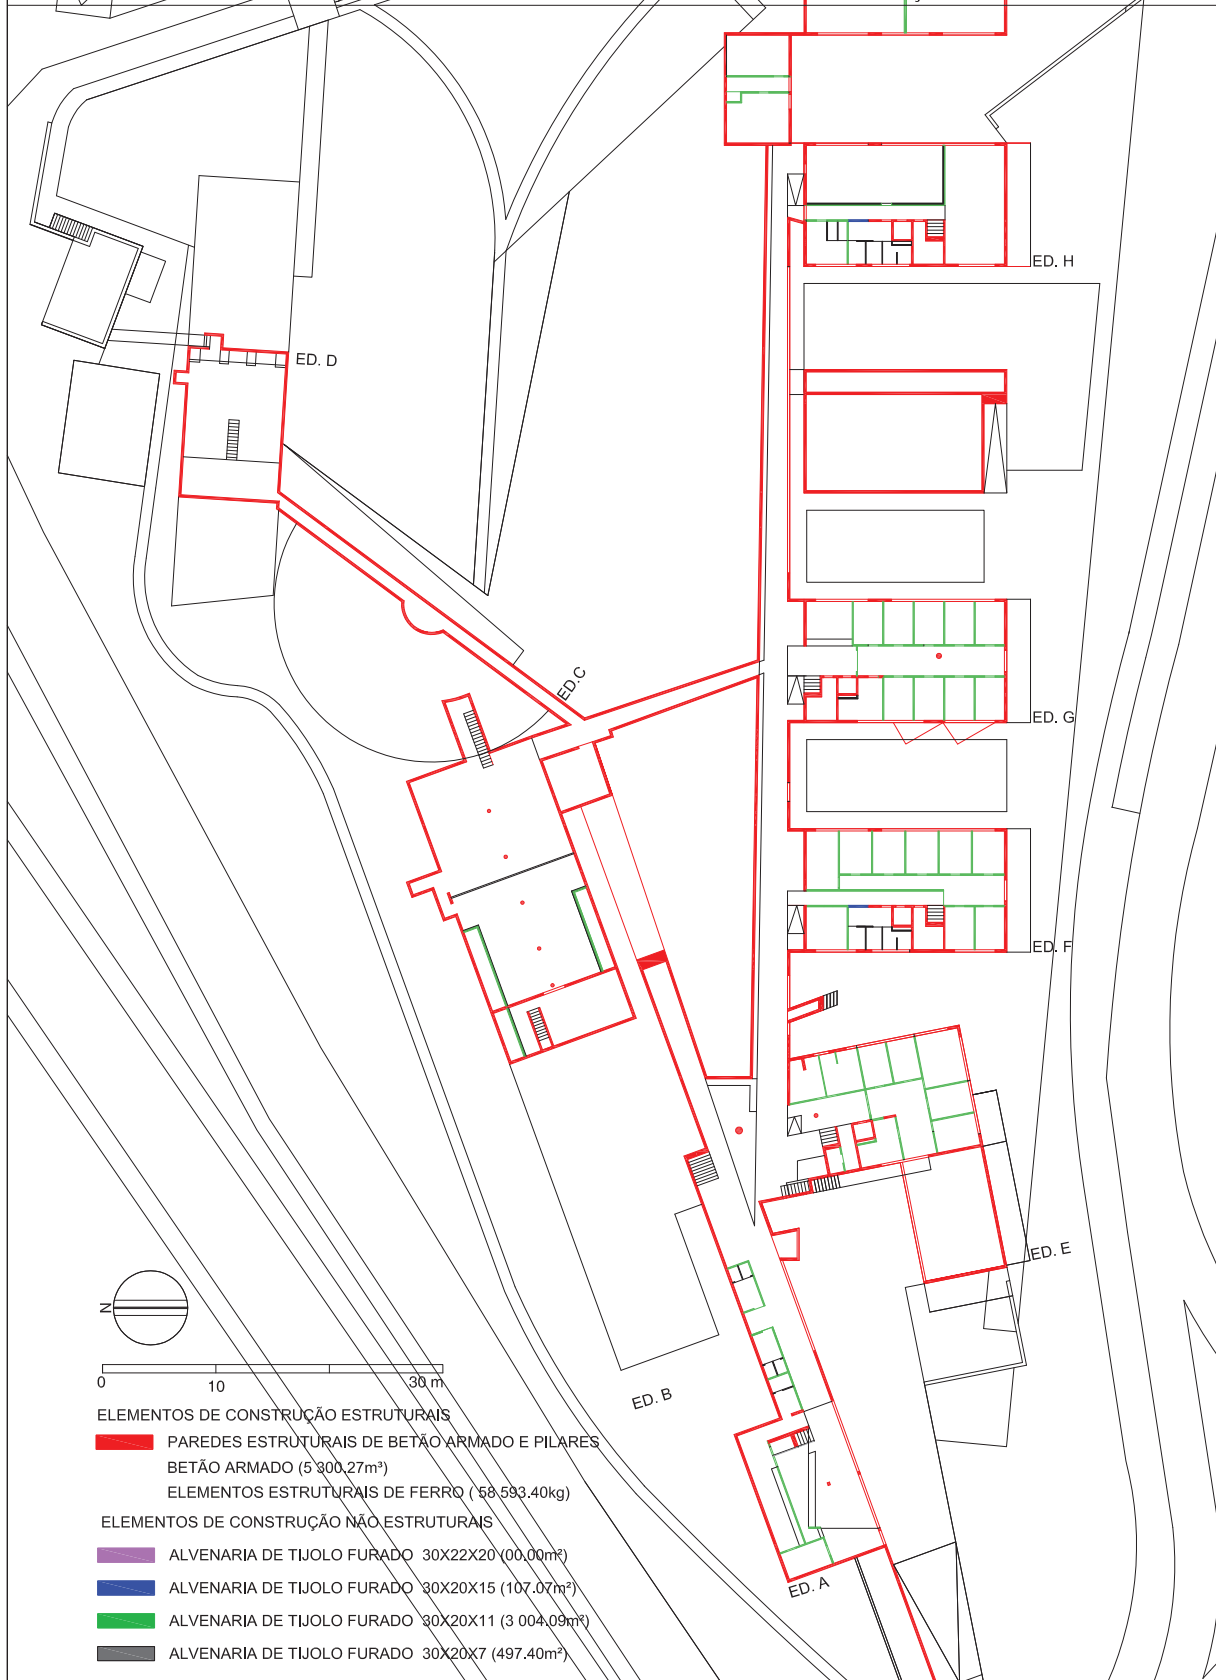 ED. H
ED. D
ED.C
ED. G
ED. F
ED. E
N
0 10 30 m
ED. B
ELEMENTOS DE CONSTRUÇÃO ESTRUTURAIS
PAREDES ESTRUTURAIS DE BETÃO ARMADO E PILARES
BETÃO ARMADO (5 300.27m³)
ELEMENTOS ESTRUTURAIS DE FERRO ( 58 593.40kg)
ELEMENTOS DE CONSTRUÇÃO NÃO ESTRUTURAIS
ALVENARIA DE TIJOLO FURADO 30X22X20 (00.00m²)
ALVENARIA DE TIJOLO FURADO 30X20X15 (107.07m²)
ALVENARIA DE TIJOLO FURADO 30X20X11 (3 004.09m²)
ALVENARIA DE TIJOLO FURADO 30X20X7 (497.40m²)
ED. A